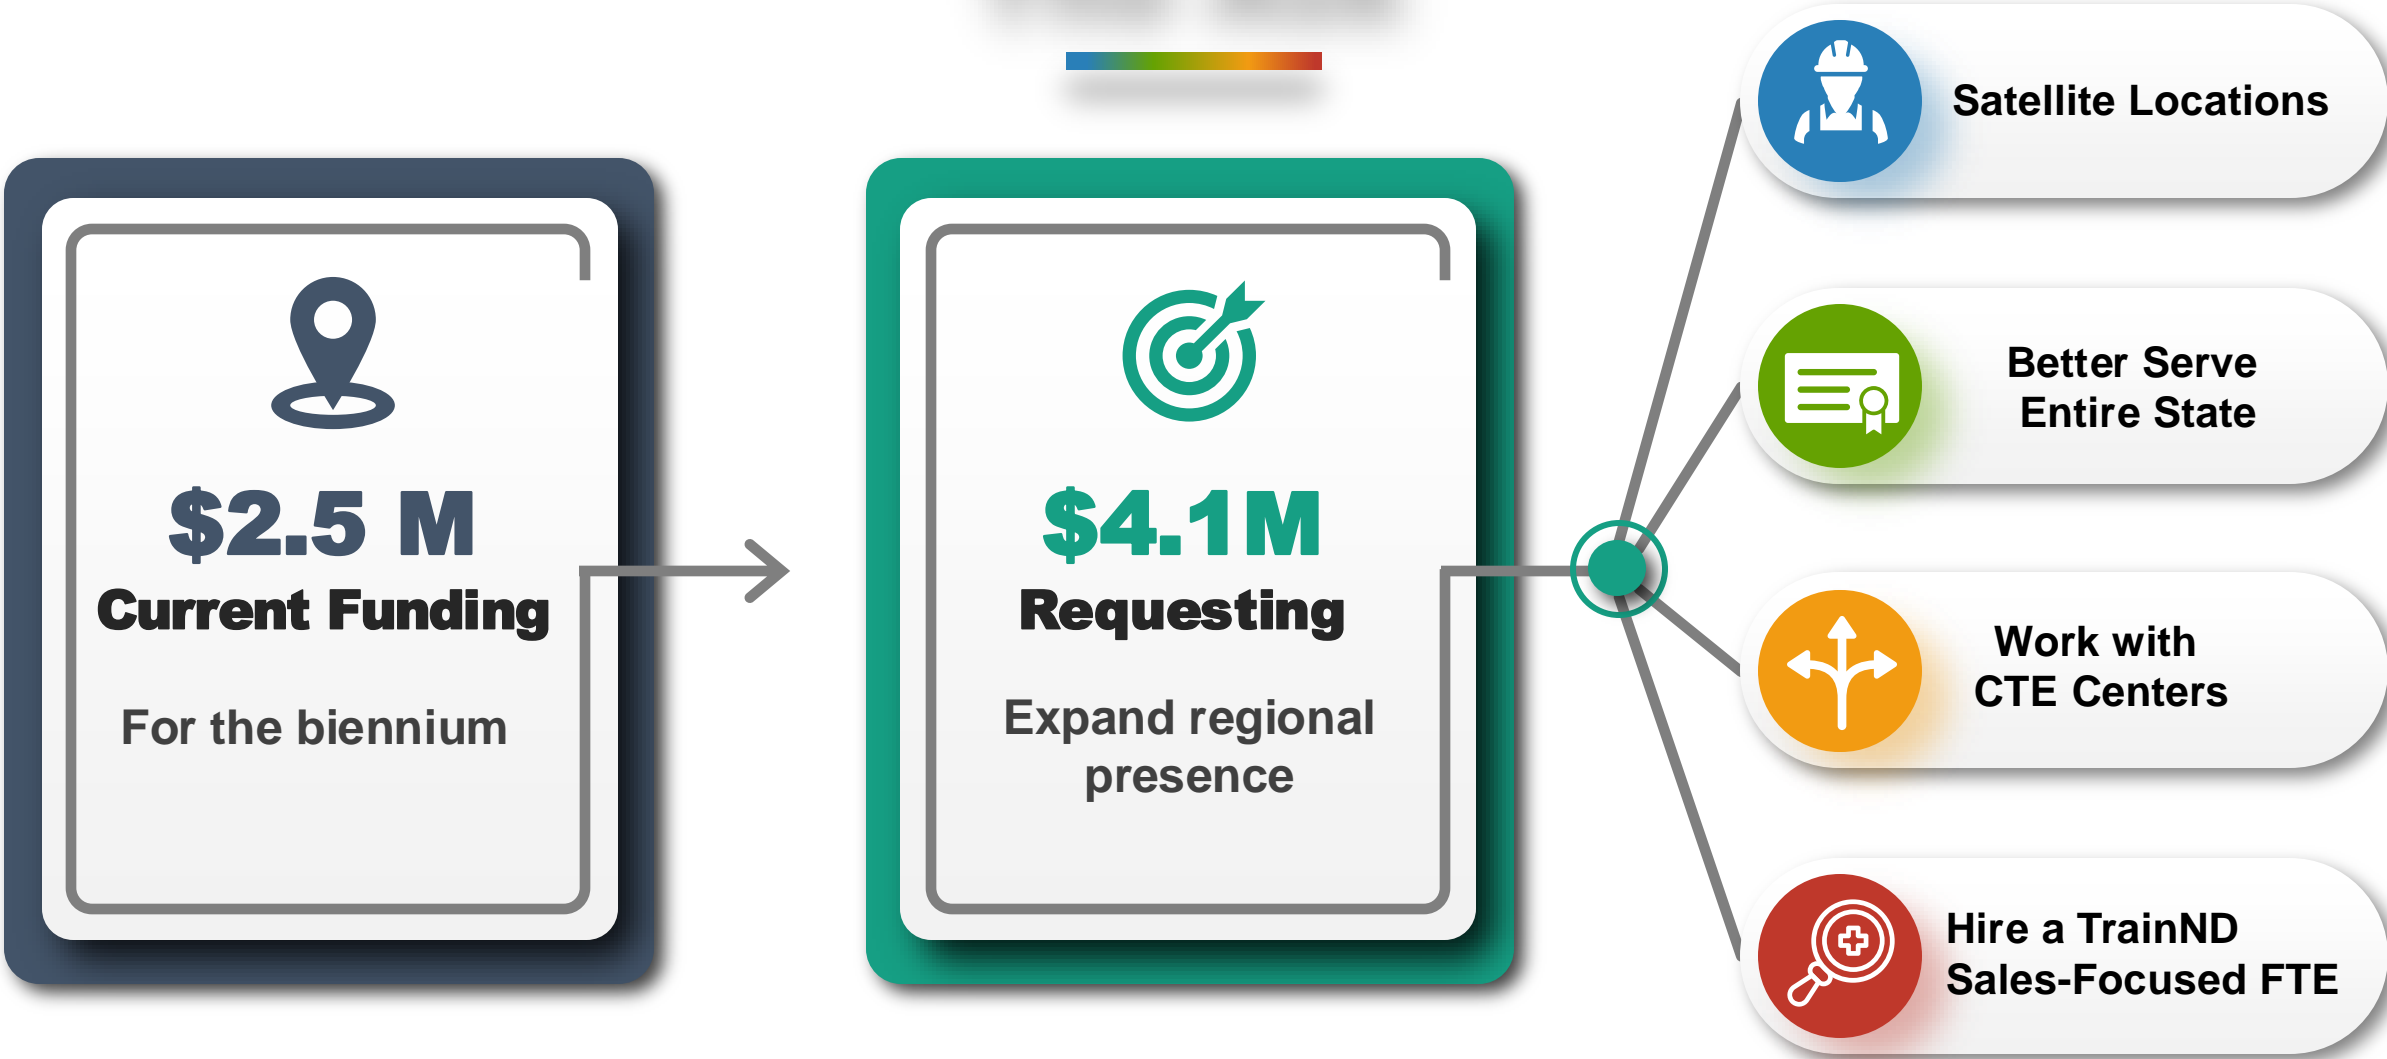 $2.5 M
Current Funding
For the biennium
$4.1M
Requesting
Expand regional
presence
Satellite Locations
Better Serve
Entire State
Work with
CTE Centers
Hire a TrainND
Sales-Focused FTE